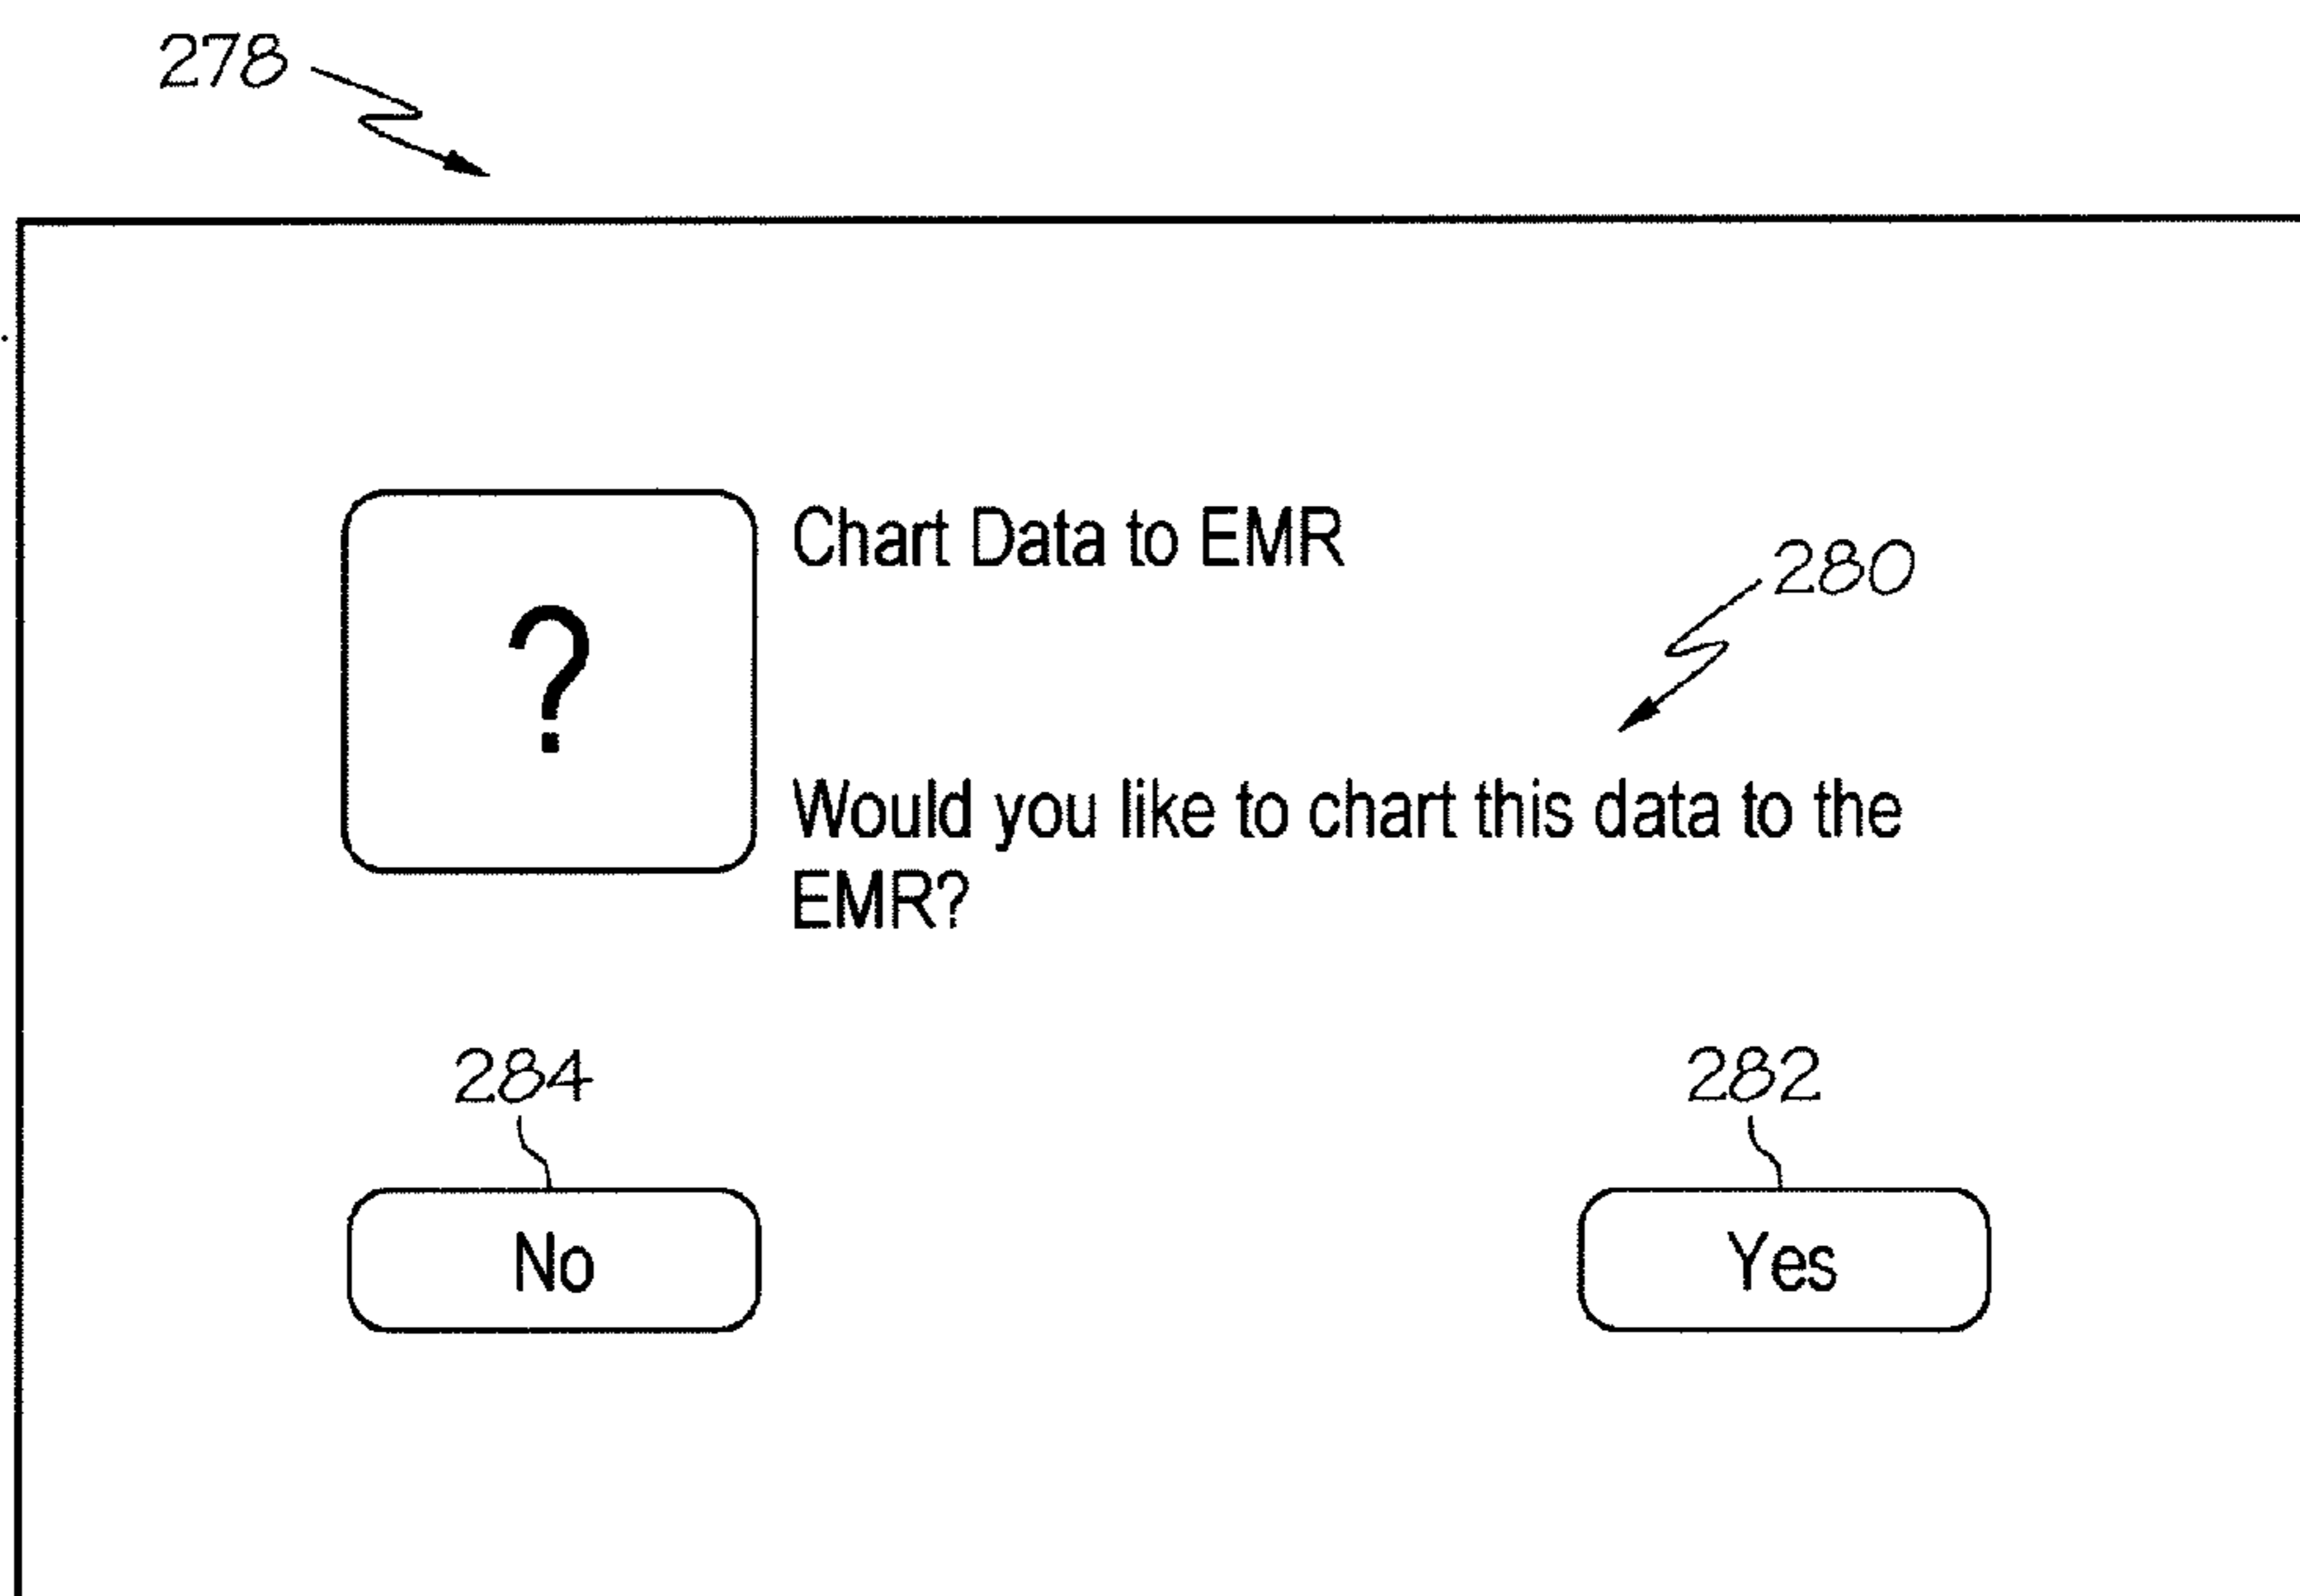 278
Chart Data to EMR
280
?
Would you like to chart this data to the
EMR?
284
282
No
Yes